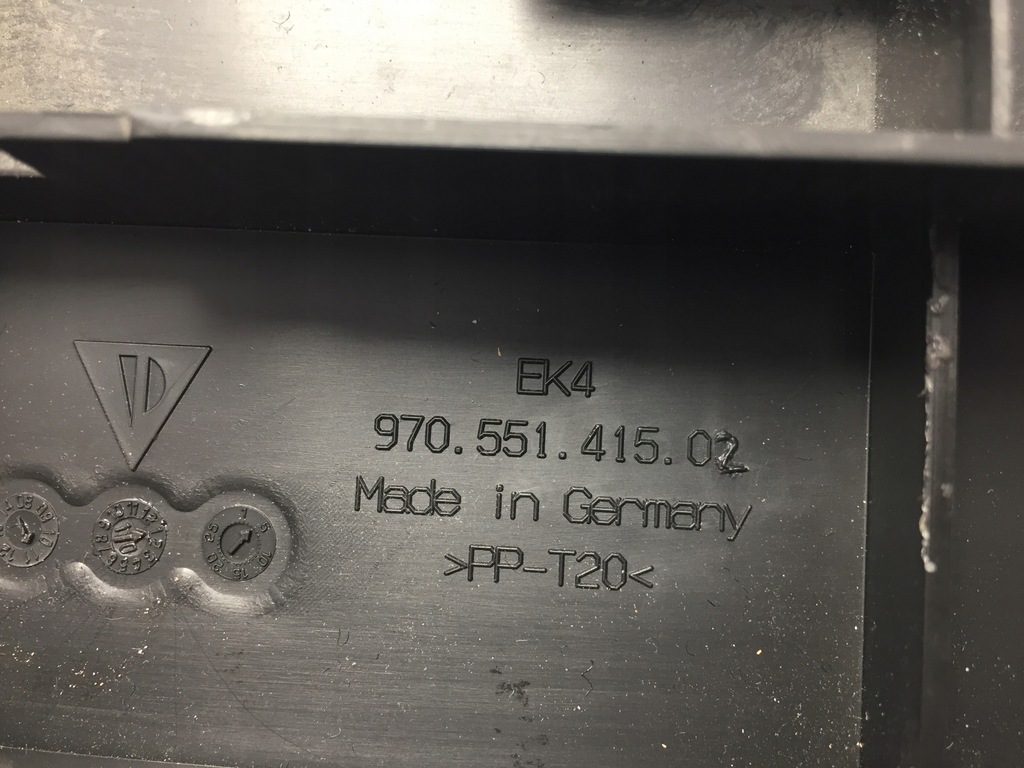 EK4
970.551.415.02
Made in Germany
>PP-T20<